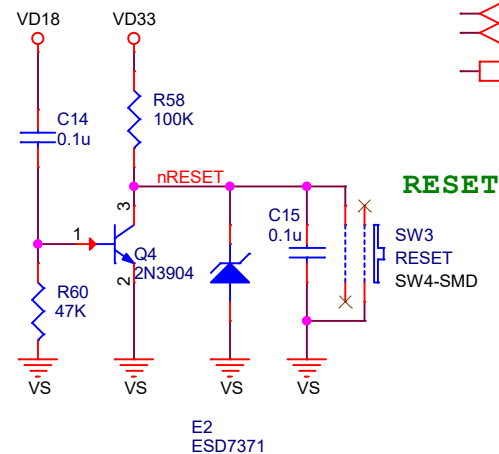 VD18
VD33
C14
0.1u
R58
100K
nRESET
RESET
1
3
2
Q4
2N3904
C15
0.1u
SW3
RESET
SW4-SMD
R60
47K
VS
VS
VS
VS
E2
ESD7371